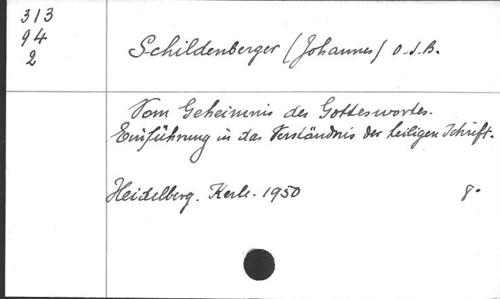 313
94
2
Schildenberger (Johannes) O.S.B.
Vom Geheimnis des Gotteswortes.
Einführung in das Verständnis der heiligen Schrift.
Heidelberg. Kerle. 1950 8°